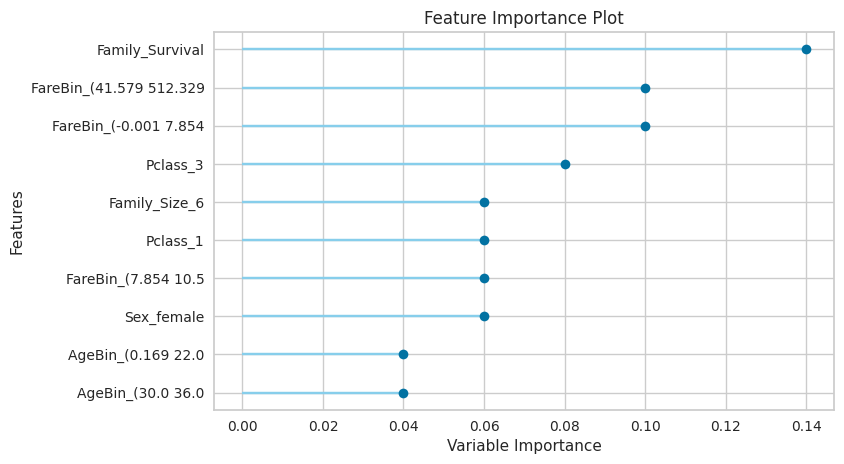 Feature Importance Plot
Features
Family_Survival
FareBin_(41.579 512.329
FareBin_(-0.001 7.854
Pclass_3
Family_Size_6
Pclass_1
FareBin_(7.854 10.5
Sex_female
AgeBin_(0.169 22.0
AgeBin_(30.0 36.0
0.00 0.02 0.04 0.06 0.08 0.10 0.12 0.14
Variable Importance